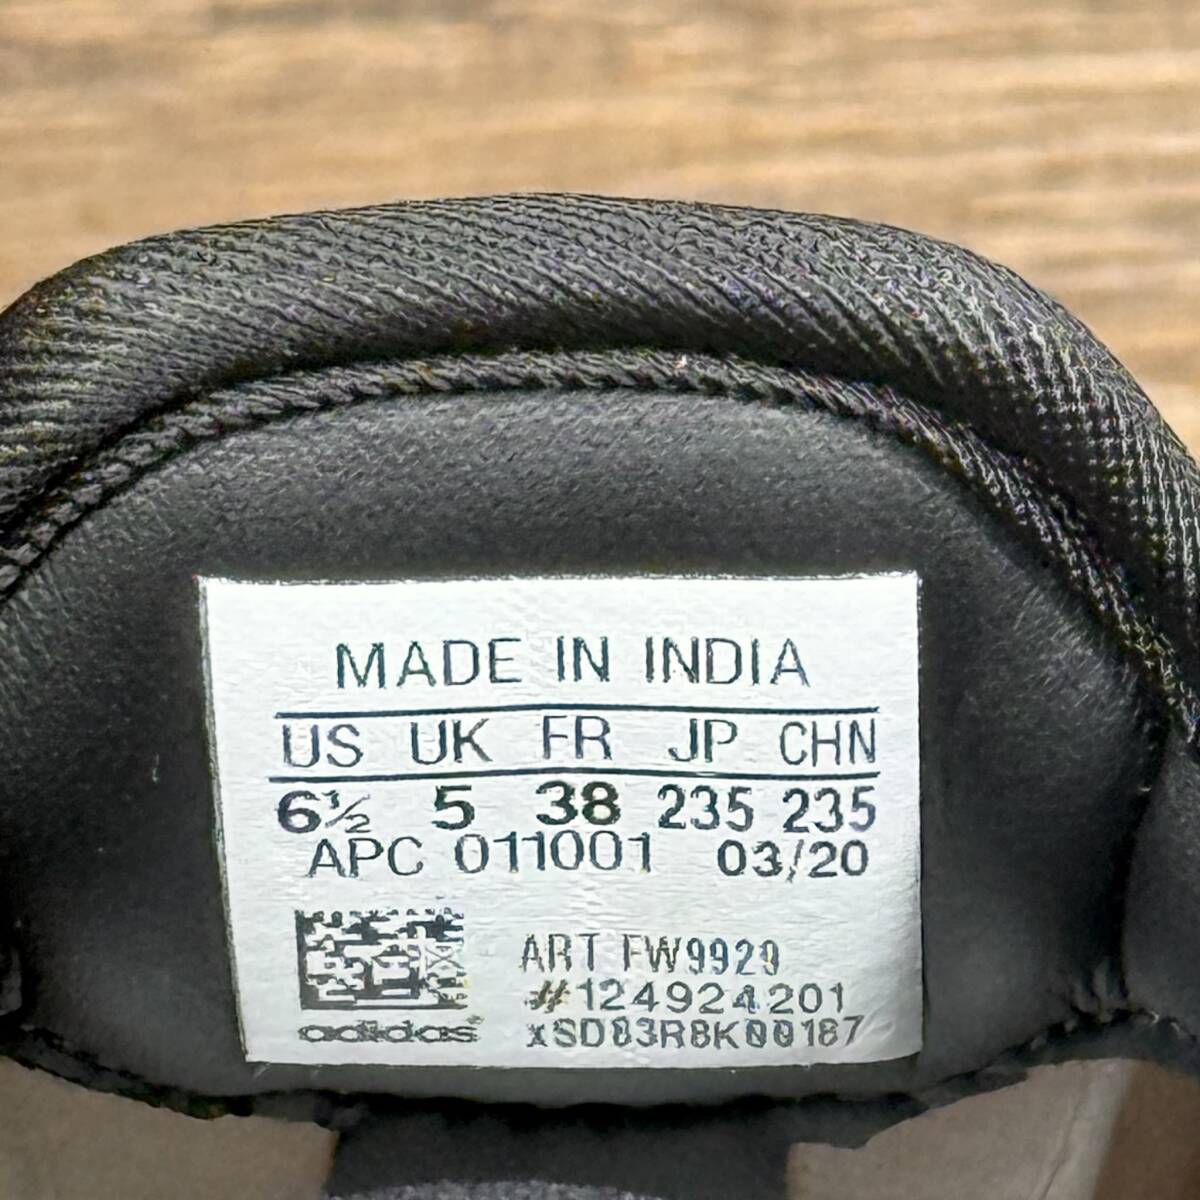 MADE IN INDIA
US UK FR JP CHN
6½ 5 38 235 235
APC 011001 03/20
ART FW9929
#124924201
adidas